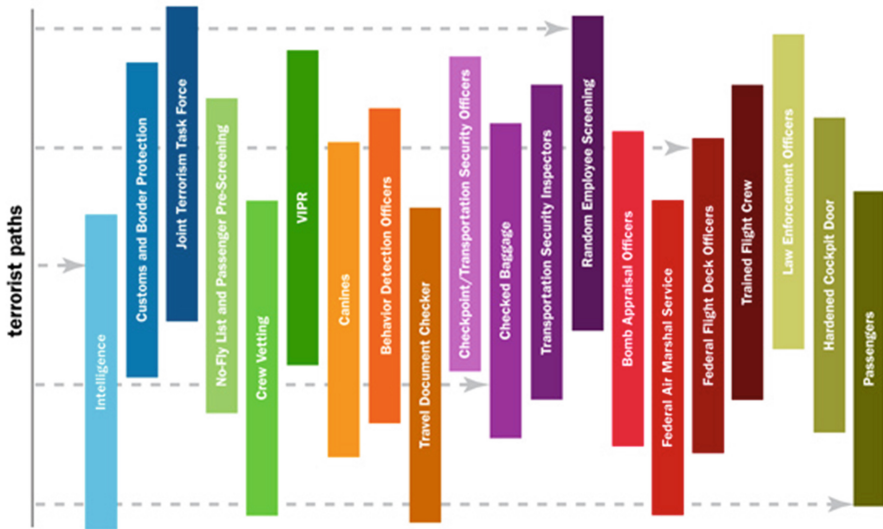 terrorist paths
Intelligence
Customs and Border Protection
Joint Terrorism Task Force
No-Fly List and Passenger Pre-Screening
Crew Vetting
VIPR
Canines
Behavior Detection Officers
Travel Document Checker
Checkpoint/Transportation Security Officers
Checked Baggage
Transportation Security Inspectors
Random Employee Screening
Bomb Appraisal Officers
Federal Air Marshal Service
Federal Flight Deck Officers
Trained Flight Crew
Law Enforcement Officers
Hardened Cockpit Door
Passengers